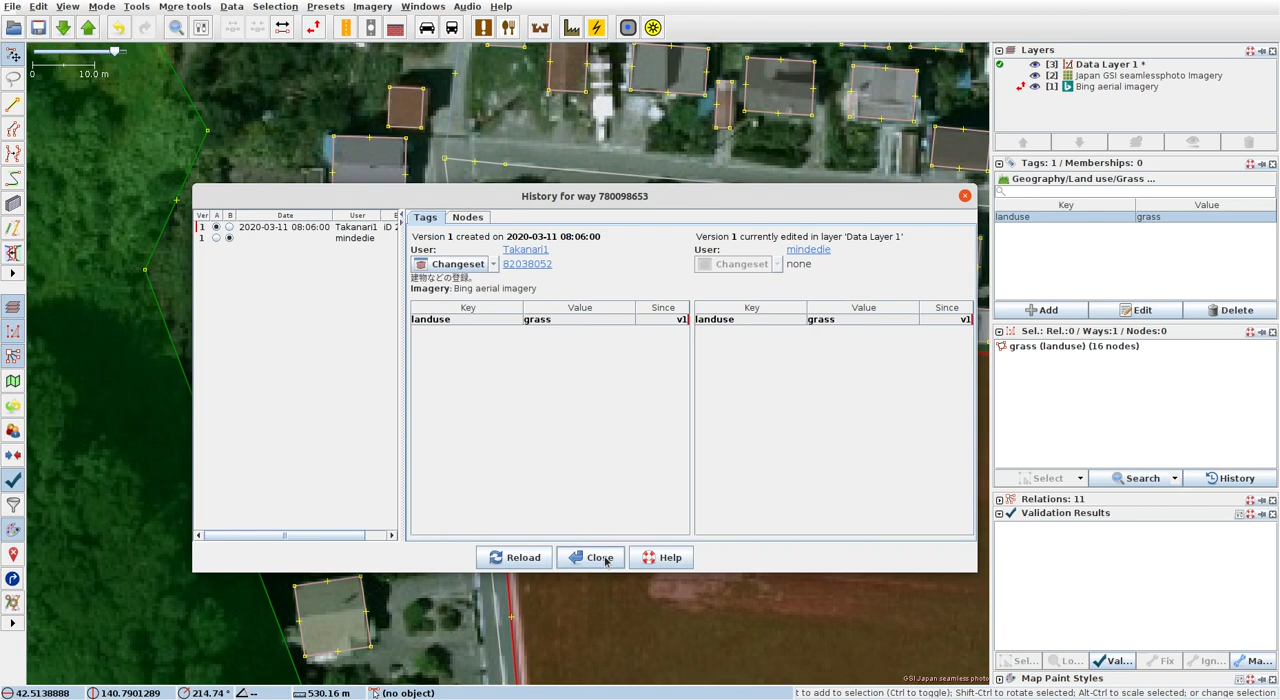 File Edit View Mode Tools More tools Data Selection Presets Imagery Windows Audio Help
0 10.0 m
History for way 780098653
Ver A B Date User
1 2020-03-11 08:06:00 Takanari1 iD 2
1 mindedie
Tags Nodes
Version 1 created on 2020-03-11 08:06:00
User: Takanari1
Changeset 82038052
建物などの登録。
Imagery: Bing aerial imagery
Key Value Since
landuse grass v1
Version 1 currently edited in layer 'Data Layer 1'
User: mindedie
Changeset none
Key Value Since
landuse grass v1
Reload Close Help
Layers
[3] Data Layer 1 *
[2] Japan GSI seamlessphoto Imagery
[1] Bing aerial imagery
Tags: 1 / Memberships: 0
Geography/Land use/Grass ...
Key Value
landuse grass
Add Edit Delete
Sel.: Rel.:0 / Ways:1 / Nodes:0
grass (landuse) (16 nodes)
Select Search History
Relations: 11
Validation Results
Sel... Lo... Val... Fix Ign... Ma...
Map Paint Styles
GSI Japan seamless photo
42.5138888 140.7901289 214.74 ° -- 530.16 m (no object) t to add to selection (Ctrl to toggle); Shift-Ctrl to rotate selected; Alt-Ctrl to scale selected; or change selection